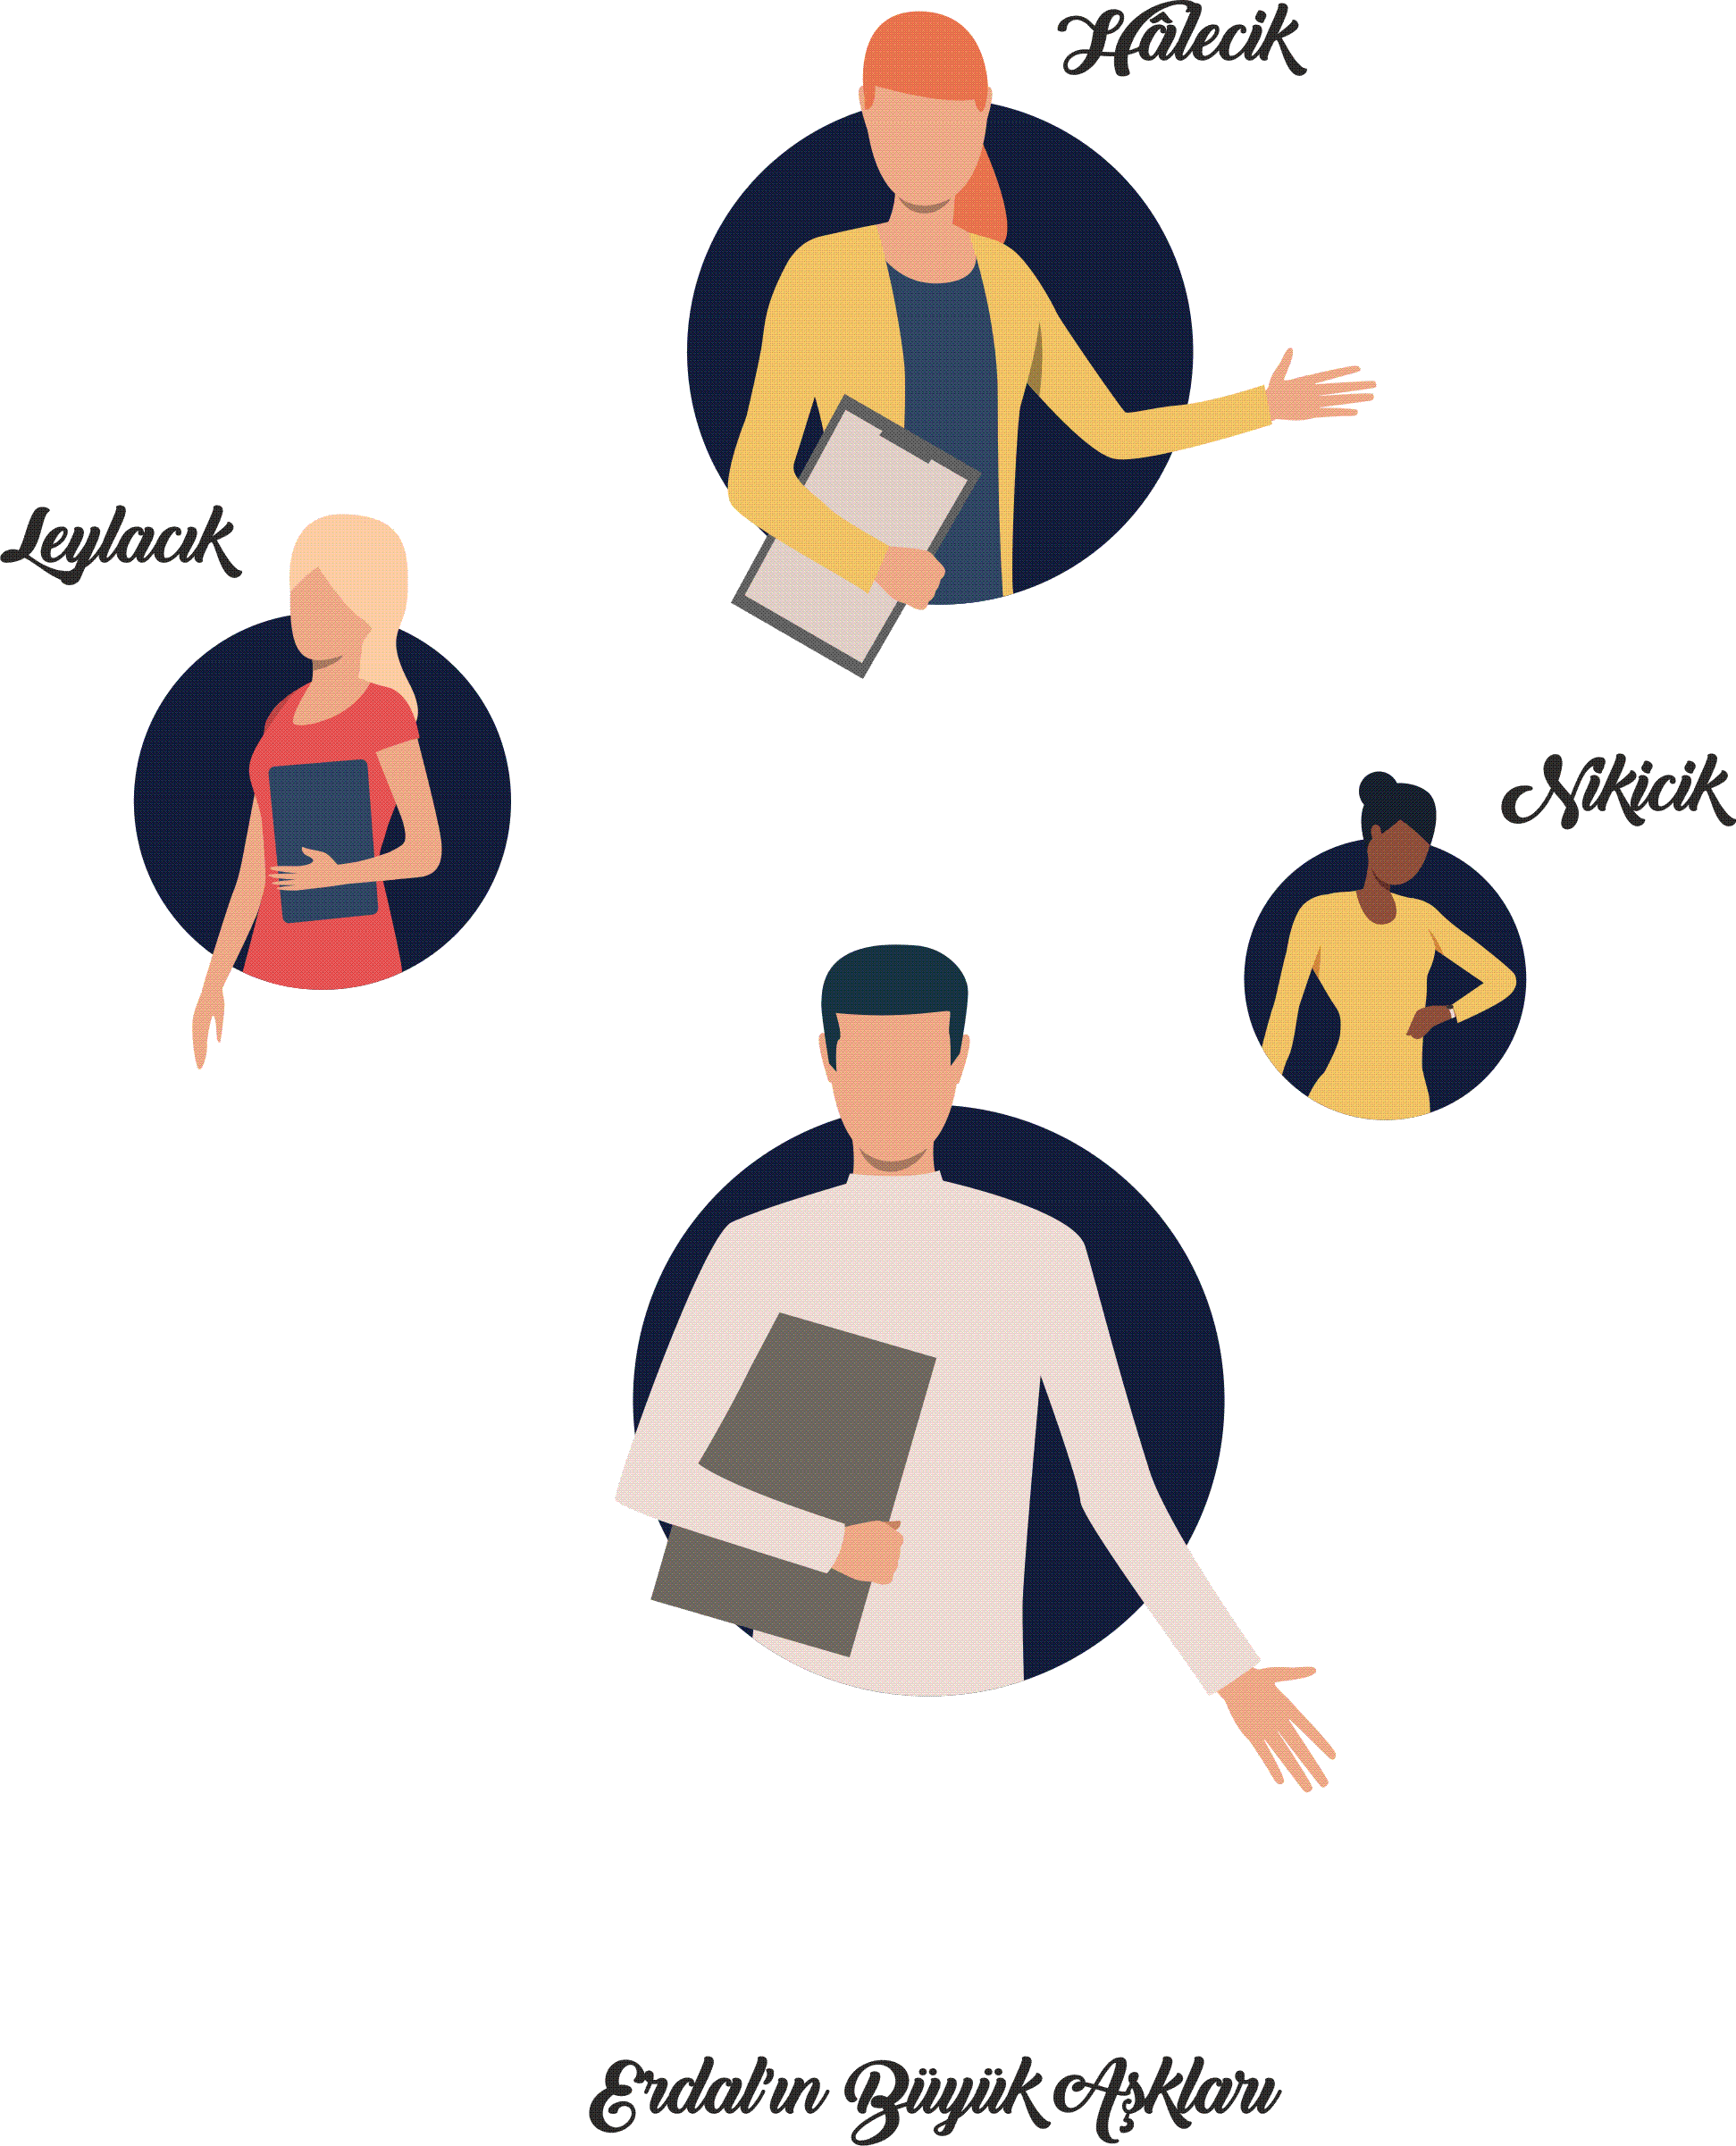 Hâlecik
Leylacık
Nikicik
Erdal'ın Büyük Aşkları